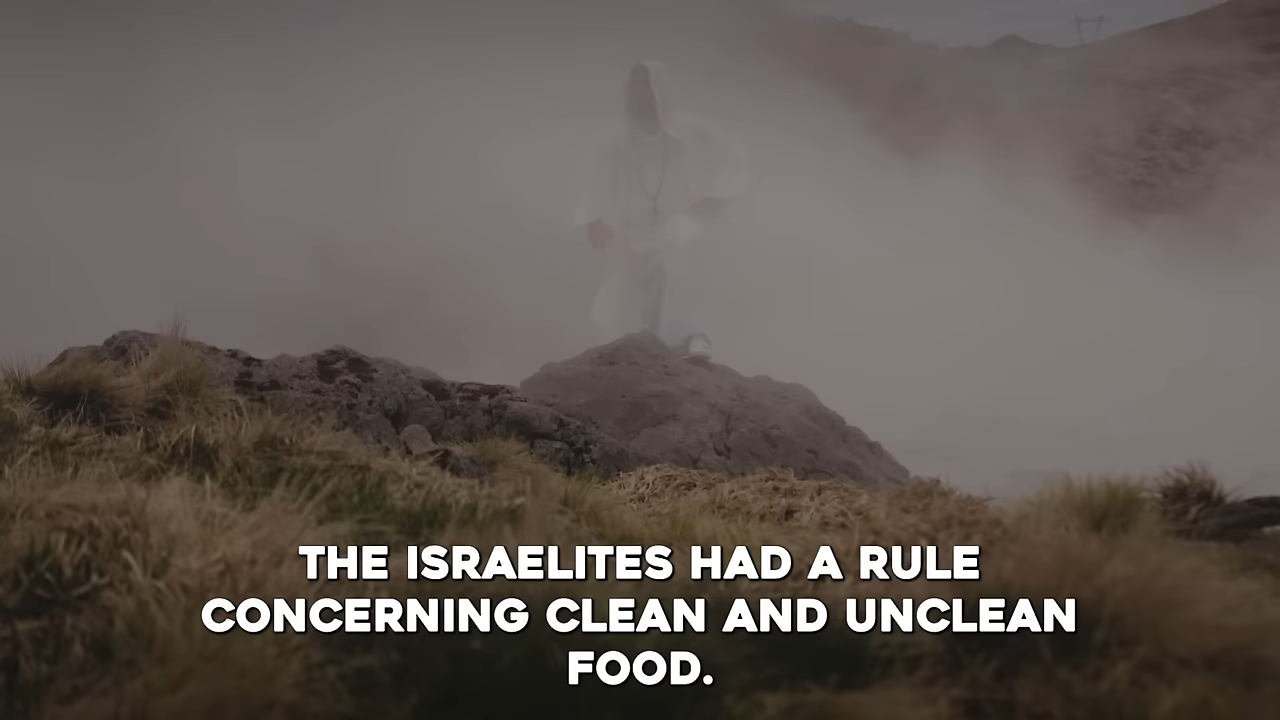 THE ISRAELITES HAD A RULE
CONCERNING CLEAN AND UNCLEAN
FOOD.